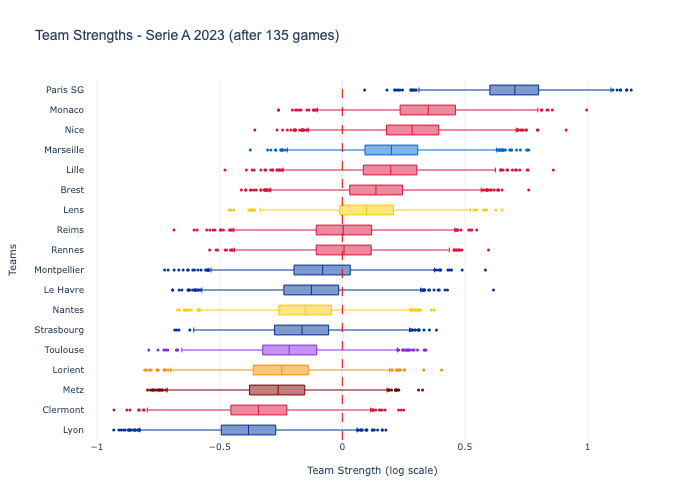 Team Strengths - Serie A 2023 (after 135 games)
Paris SG
Monaco
Nice
Marseille
Lille
Brest
Lens
Reims
Rennes
Montpellier
Le Havre
Nantes
Strasbourg
Toulouse
Lorient
Metz
Clermont
Lyon
Teams
−1
−0.5
0
0.5
1
Team Strength (log scale)